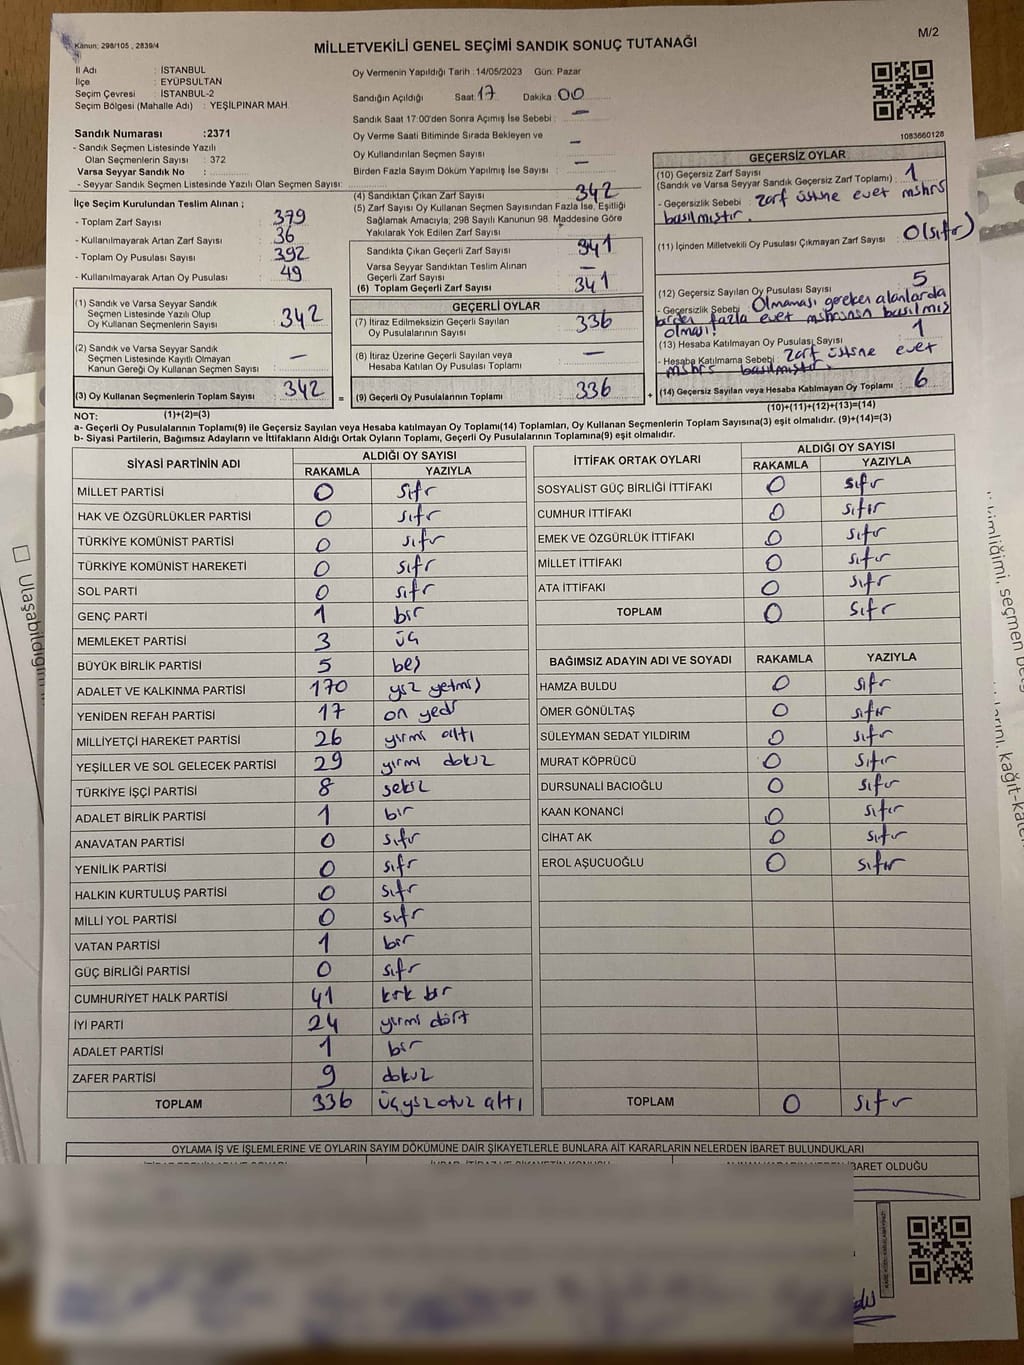 Kanun: 298/105 , 2839/4
M/2
MİLLETVEKİLİ GENEL SEÇİMİ SANDIK SONUÇ TUTANAĞI
İl Adı : İSTANBUL
İlçe : EYÜPSULTAN
Seçim Çevresi : İSTANBUL-2
Seçim Bölgesi (Mahalle Adı) : YEŞİLPINAR MAH.
Sandık Numarası :2371
- Sandık Seçmen Listesinde Yazılı
Olan Seçmenlerin Sayısı : 372
Varsa Seyyar Sandık No :
- Seyyar Sandık Seçmen Listesinde Yazılı Olan Seçmen Sayısı:
Oy Vermenin Yapıldığı Tarih : 14/05/2023 Gün: Pazar
Sandığın Açıldığı Saat 17 Dakika 00
Sandık Saat 17:00'den Sonra Açımış İse Sebebi : —
Oy Verme Saati Bitiminde Sırada Bekleyen ve
Oy Kullandırılan Seçmen Sayısı —
Birden Fazla Sayım Döküm Yapılmış İse Sayısı : —
1083660128
İlçe Seçim Kurulundan Teslim Alınan ;
- Toplam Zarf Sayısı : 379
- Kullanılmayarak Artan Zarf Sayısı : 36
- Toplam Oy Pusulası Sayısı : 392
- Kullanılmayarak Artan Oy Pusulası : 49
(1) Sandık ve Varsa Seyyar Sandık
Seçmen Listesinde Yazılı Olup
Oy Kullanan Seçmenlerin Sayısı : 342
(2) Sandık ve Varsa Seyyar Sandık
Seçmen Listesinde Kayıtlı Olmayan
Kanun Gereği Oy Kullanan Seçmen Sayısı : —
(3) Oy Kullanan Seçmenlerin Toplam Sayısı : 342
(4) Sandıktan Çıkan Zarf Sayısı : 342
(5) Zarf Sayısı Oy Kullanan Seçmen Sayısından Fazla İse, Eşitliği
Sağlamak Amacıyla, 298 Sayılı Kanunun 98. Maddesine Göre
Yakılarak Yok Edilen Zarf Sayısı :
Sandıkta Çıkan Geçerli Zarf Sayısı : 341
Varsa Seyyar Sandıktan Teslim Alınan
Geçerli Zarf Sayısı : —
(6) Toplam Geçerli Zarf Sayısı : 341
GEÇERLİ OYLAR
(7) İtiraz Edilmeksizin Geçerli Sayılan
Oy Pusulalarının Sayısı : 336
(8) İtiraz Üzerine Geçerli Sayılan veya
Hesaba Katılan Oy Pusulası Toplamı : —
= (9) Geçerli Oy Pusulalarının Toplamı : 336
GEÇERSİZ OYLAR
(10) Geçersiz Zarf Sayısı : 1
(Sandık ve Varsa Seyyar Sandık Geçersiz Zarf Toplamı)
- Geçersizlik Sebebi : Zarf üstüne evet mührü
basılmıştır.
(11) İçinden Milletvekili Oy Pusulası Çıkmayan Zarf Sayısı : 0(sıfır)
(12) Geçersiz Sayılan Oy Pusulası Sayısı : 5
- Geçersizlik Sebebi : Olmaması gereken alanlarda
birden fazla evet mührünün basılmış
olması!
(13) Hesaba Katılmayan Oy Pusulası Sayısı : 1
- Hesaba Katılmama Sebebi : Zarf üstüne evet
mührü basılmıştır.
+ (14) Geçersiz Sayılan veya Hesaba Katılmayan Oy Toplamı : 6
NOT: (1)+(2)=(3)
(10)+(11)+(12)+(13)=(14)
a- Geçerli Oy Pusulalarının Toplamı(9) ile Geçersiz Sayılan veya Hesaba katılmayan Oy Toplamı(14) Toplamları, Oy Kullanan Seçmenlerin Toplam Sayısına(3) eşit olmalıdır. (9)+(14)=(3)
b- Siyasi Partilerin, Bağımsız Adayların ve İttifakların Aldığı Ortak Oyların Toplamı, Geçerli Oy Pusulalarının Toplamına(9) eşit olmalıdır.
SİYASİ PARTİNİN ADI ALDIĞI OY SAYISI
RAKAMLA YAZIYLA
MİLLET PARTİSİ 0 sıfır
HAK VE ÖZGÜRLÜKLER PARTİSİ 0 sıfır
TÜRKİYE KOMÜNİST PARTİSİ 0 sıfır
TÜRKİYE KOMÜNİST HAREKETİ 0 sıfır
SOL PARTİ 0 sıfır
GENÇ PARTİ 1 bir
MEMLEKET PARTİSİ 3 üç
BÜYÜK BİRLİK PARTİSİ 5 beş
ADALET VE KALKINMA PARTİSİ 170 yüz yetmiş
YENİDEN REFAH PARTİSİ 17 on yedi
MİLLİYETÇİ HAREKET PARTİSİ 26 yirmi altı
YEŞİLLER VE SOL GELECEK PARTİSİ 29 yirmi dokuz
TÜRKİYE İŞÇİ PARTİSİ 8 sekiz
ADALET BİRLİK PARTİSİ 1 bir
ANAVATAN PARTİSİ 0 sıfır
YENİLİK PARTİSİ 0 sıfır
HALKIN KURTULUŞ PARTİSİ 0 sıfır
MİLLİ YOL PARTİSİ 0 sıfır
VATAN PARTİSİ 1 bir
GÜÇ BİRLİĞİ PARTİSİ 0 sıfır
CUMHURİYET HALK PARTİSİ 41 kırk bir
İYİ PARTİ 24 yirmi dört
ADALET PARTİSİ 1 bir
ZAFER PARTİSİ 9 dokuz
TOPLAM 336 üçyüz otuz altı
İTTİFAK ORTAK OYLARI ALDIĞI OY SAYISI
RAKAMLA YAZIYLA
SOSYALİST GÜÇ BİRLİĞİ İTTİFAKI 0 sıfır
CUMHUR İTTİFAKI 0 sıfır
EMEK VE ÖZGÜRLÜK İTTİFAKI 0 sıfır
MİLLET İTTİFAKI 0 sıfır
ATA İTTİFAKI 0 sıfır
TOPLAM 0 sıfır
BAĞIMSIZ ADAYIN ADI VE SOYADI RAKAMLA YAZIYLA
HAMZA BULDU 0 sıfır
ÖMER GÖNÜLTAŞ 0 sıfır
SÜLEYMAN SEDAT YILDIRIM 0 sıfır
MURAT KÖPRÜCÜ 0 sıfır
DURSUNALİ BACIOĞLU 0 sıfır
KAAN KONANCİ 0 sıfır
CİHAT AK 0 sıfır
EROL AŞUCUOĞLU 0 sıfır
TOPLAM 0 sıfır
OYLAMA İŞ VE İŞLEMLERİNE VE OYLARIN SAYIM DÖKÜMÜNE DAİR ŞİKAYETLERLE BUNLARA AİT KARARLARIN NELERDEN İBARET BULUNDUKLARI
BARET OLDUĞU
Ulaşabildiğim
kimliğimi, seçmen
kağıt-kalem